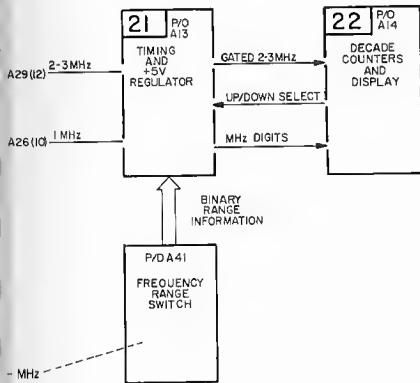 21 P/O
A13
TIMING
AND
+5V
REGULATOR
22 P/O
A14
DECADE
COUNTERS
AND
DISPLAY
A29(12) 2-3MHz
GATED 2-3MHz
UP/DOWN SELECT
A26(10) 1 MHz
MHz DIGITS
BINARY
RANGE
INFORMATION
P/O A41
FREQUENCY
RANGE
SWITCH
- MHz